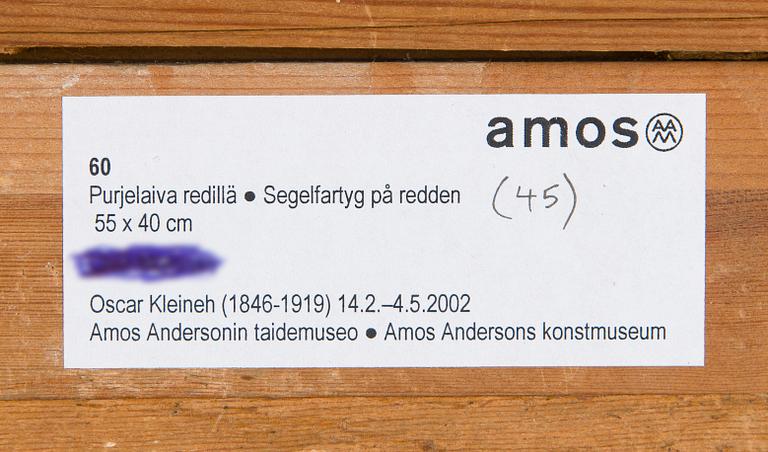 amos
60
Purjelaiva redillä ● Segelfartyg på redden (45)
55 x 40 cm
Oscar Kleineh (1846-1919) 14.2.–4.5.2002
Amos Andersonin taidemuseo ● Amos Andersons konstmuseum